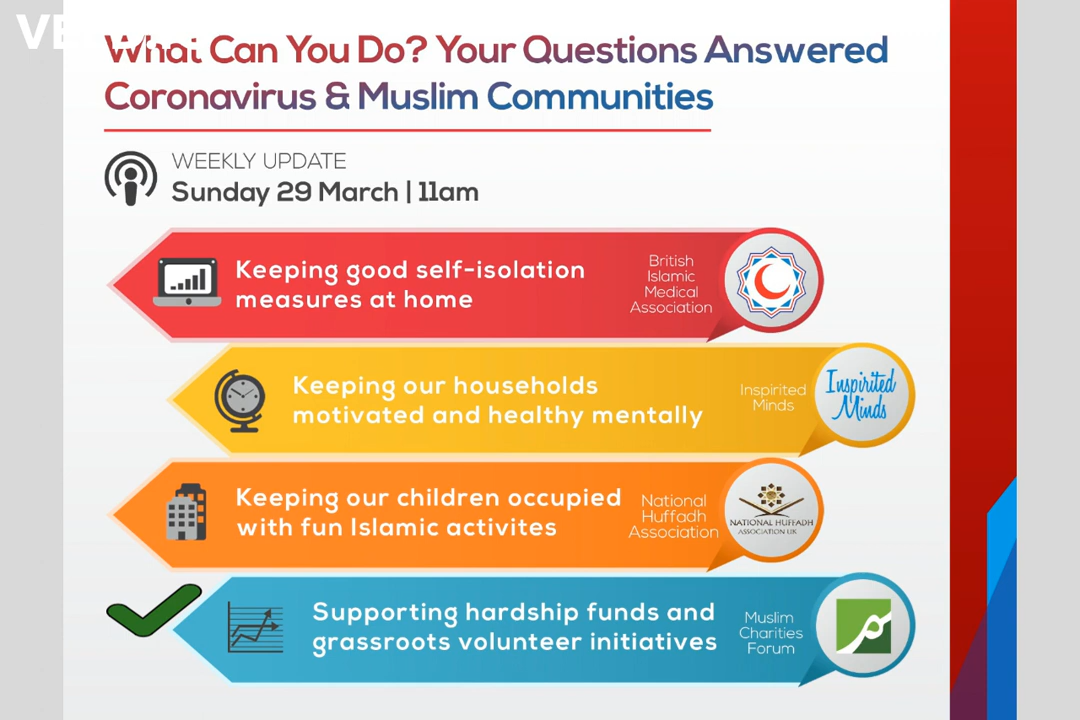 What Can You Do? Your Questions Answered
Coronavirus & Muslim Communities
WEEKLY UPDATE
Sunday 29 March | 11am
Keeping good self-isolation
measures at home
British
Islamic
Medical
Association
Keeping our households
motivated and healthy mentally
Inspirited
Minds
Inspirited
Minds
Keeping our children occupied
with fun Islamic activites
National
Huffadh
Association
NATIONAL HUFFADH
ASSOCIATION UK
Supporting hardship funds and
grassroots volunteer initiatives
Muslim
Charities
Forum